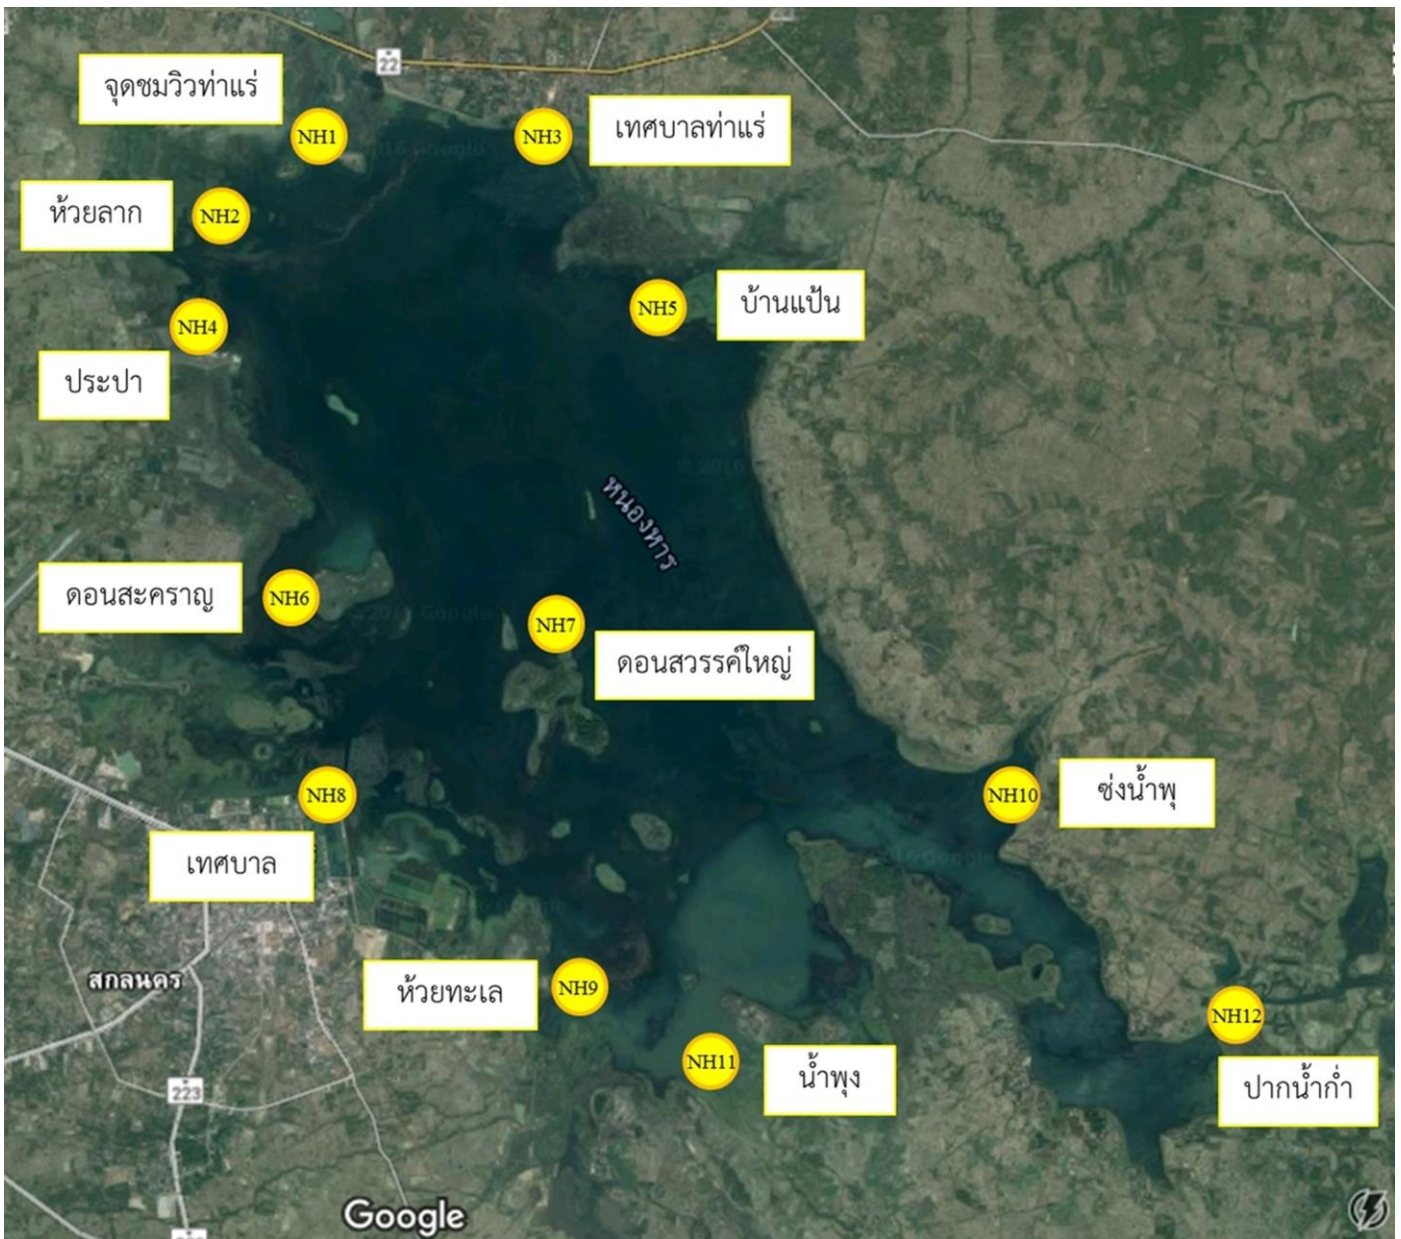 22
จุดชมวิวท่าแร่
NH1
NH3
เทศบาลท่าแร่
ห้วยลาก
NH2
NH5
บ้านแป้น
NH4
ประปา
หนองหาร
ดอนสะคราญ
NH6
NH7
ดอนสวรรค์ใหญ่
NH8
NH10
ซ่งน้ำพุ
เทศบาล
สกลนคร
ห้วยทะเล
NH9
NH12
NH11
น้ำพุง
ปากน้ำก่ำ
223
Google